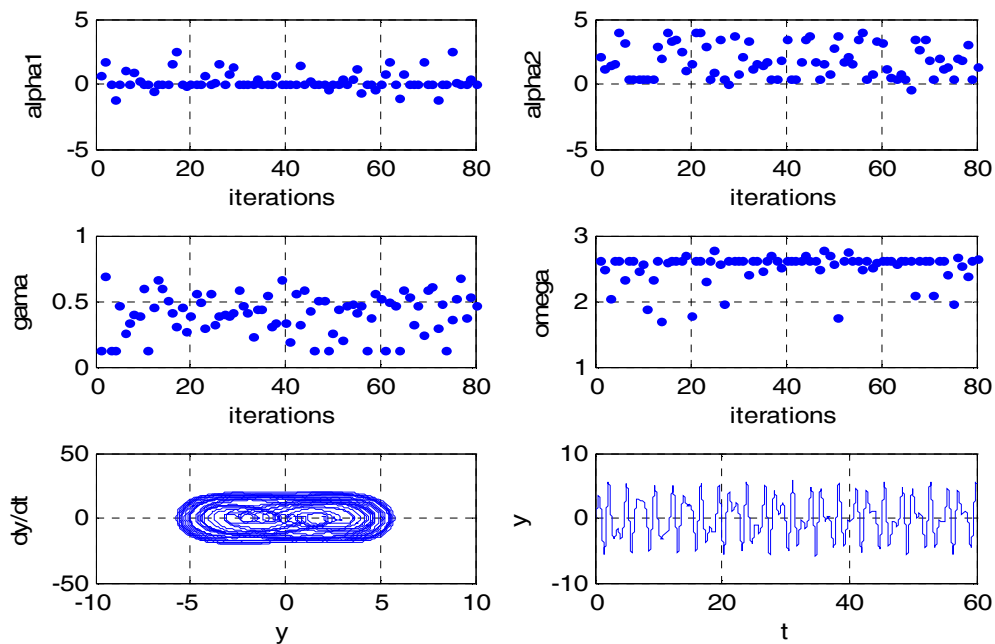 5 5
alpha1 0 alpha2 0
-5 -5
0 20 40 60 80 0 20 40 60 80
iterations iterations
1 3
gama 0.5 omega 2
0 1
0 20 40 60 80 0 20 40 60 80
iterations iterations
50 10
dy/dt 0 y 0
-50 -10
-10 -5 0 5 10 0 20 40 60
y t